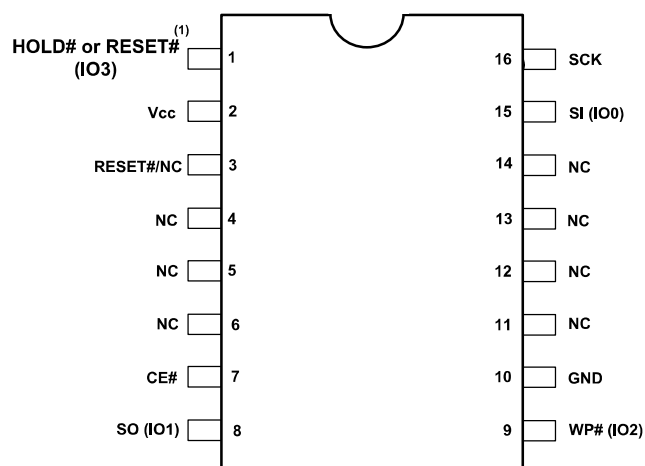 HOLD# or RESET# (1)
(IO3)
1
16
SCK
Vcc
2
15
SI (IO0)
RESET#/NC
3
14
NC
NC
4
13
NC
NC
5
12
NC
NC
6
11
NC
CE#
7
10
GND
SO (IO1)
8
9
WP# (IO2)